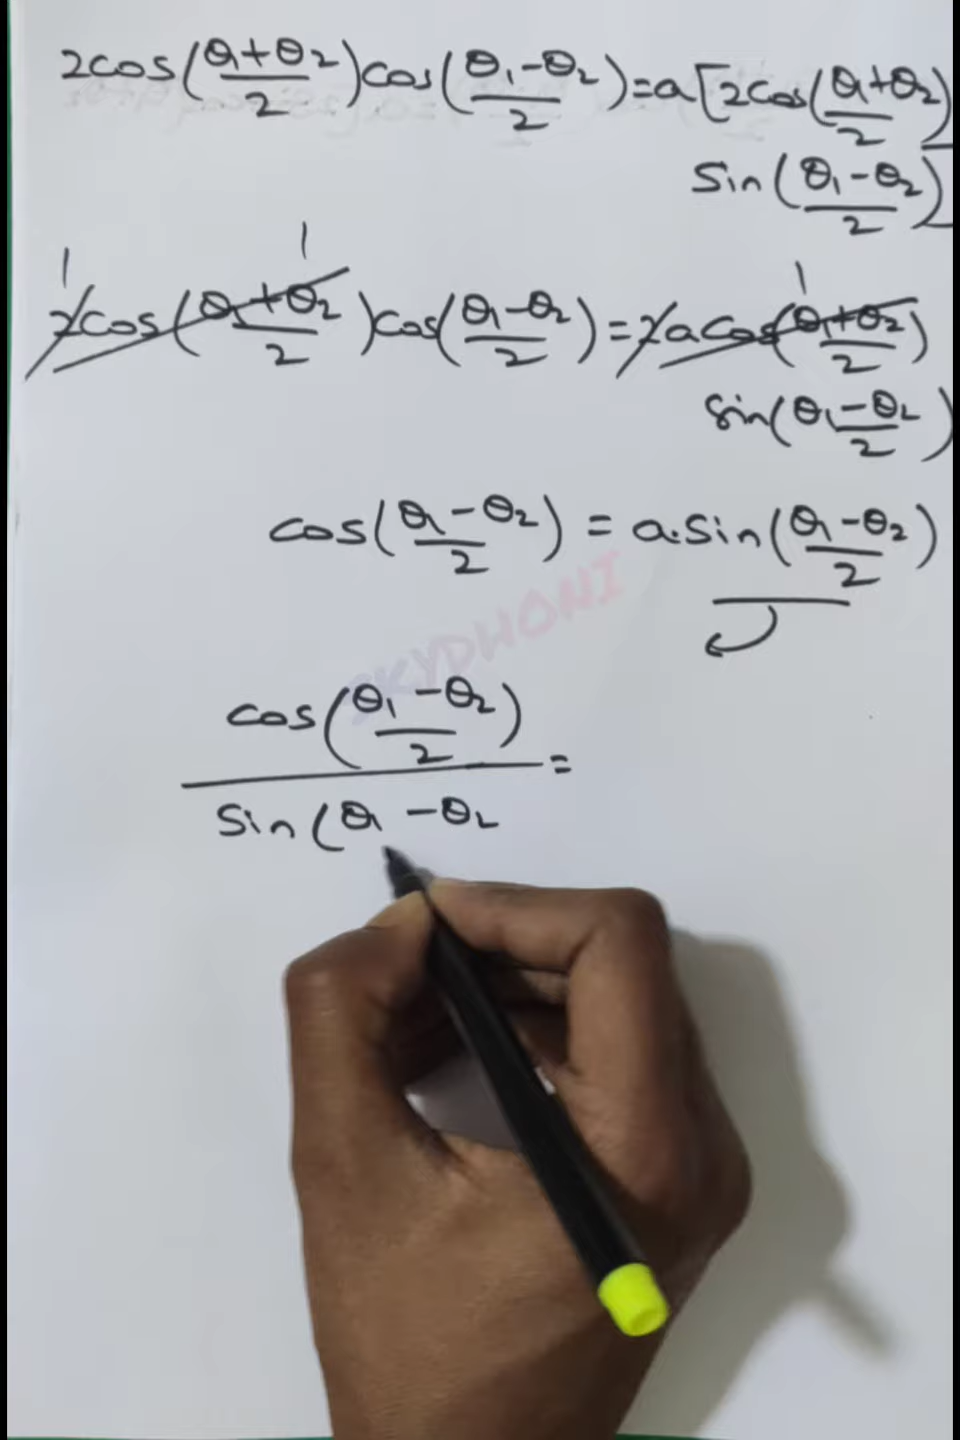 2cos(θ1+θ2/2)cos(θ1-θ2/2)=a[2cos(θ1+θ2/2)
sin(θ1-θ2/2)]
1 1 1
2cos(θ1+θ2/2)cos(θ1-θ2/2)=2acos(θ1+θ2/2)
sin(θ1-θ2/2)
cos(θ1-θ2/2)=a.sin(θ1-θ2/2)
SKYDHONI
cos(θ1-θ2/2)
=
sin(θ1-θ2